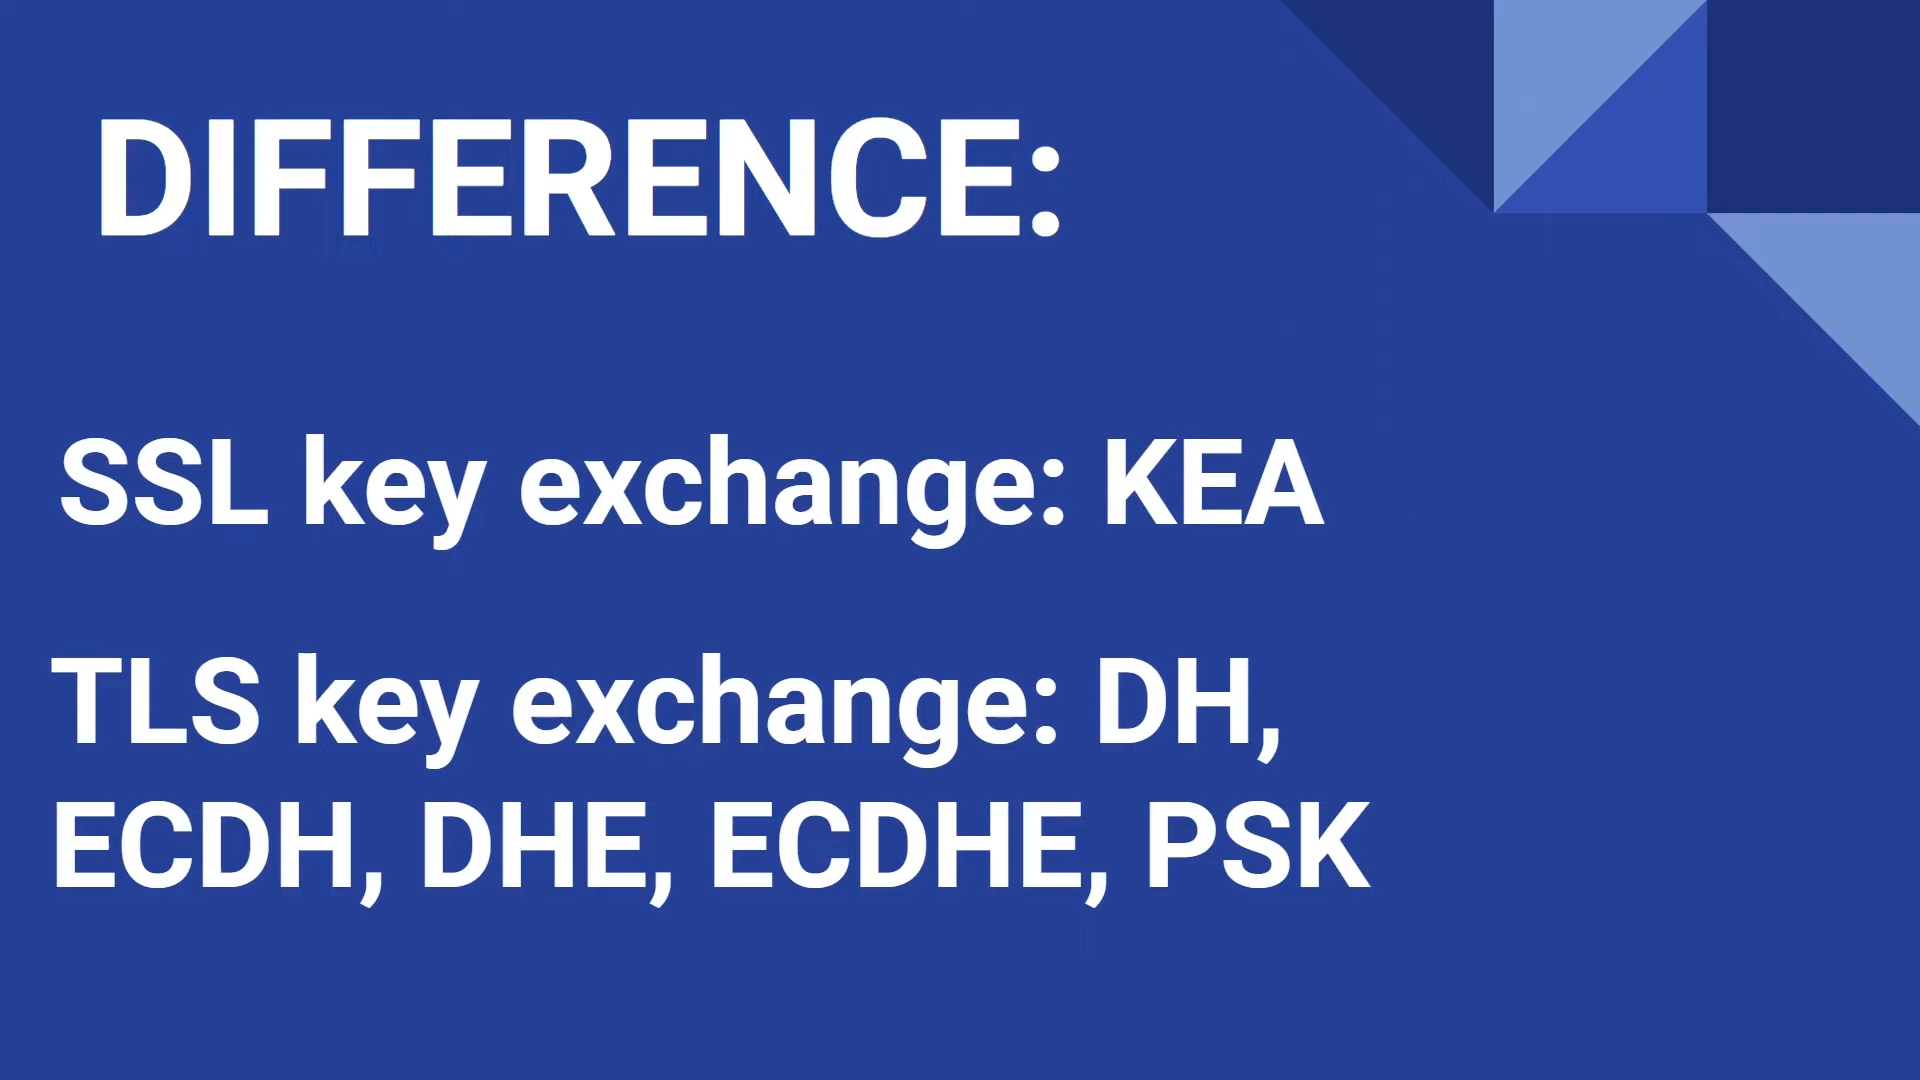 DIFFERENCE:
SSL key exchange: KEA
TLS key exchange: DH,
ECDH, DHE, ECDHE, PSK